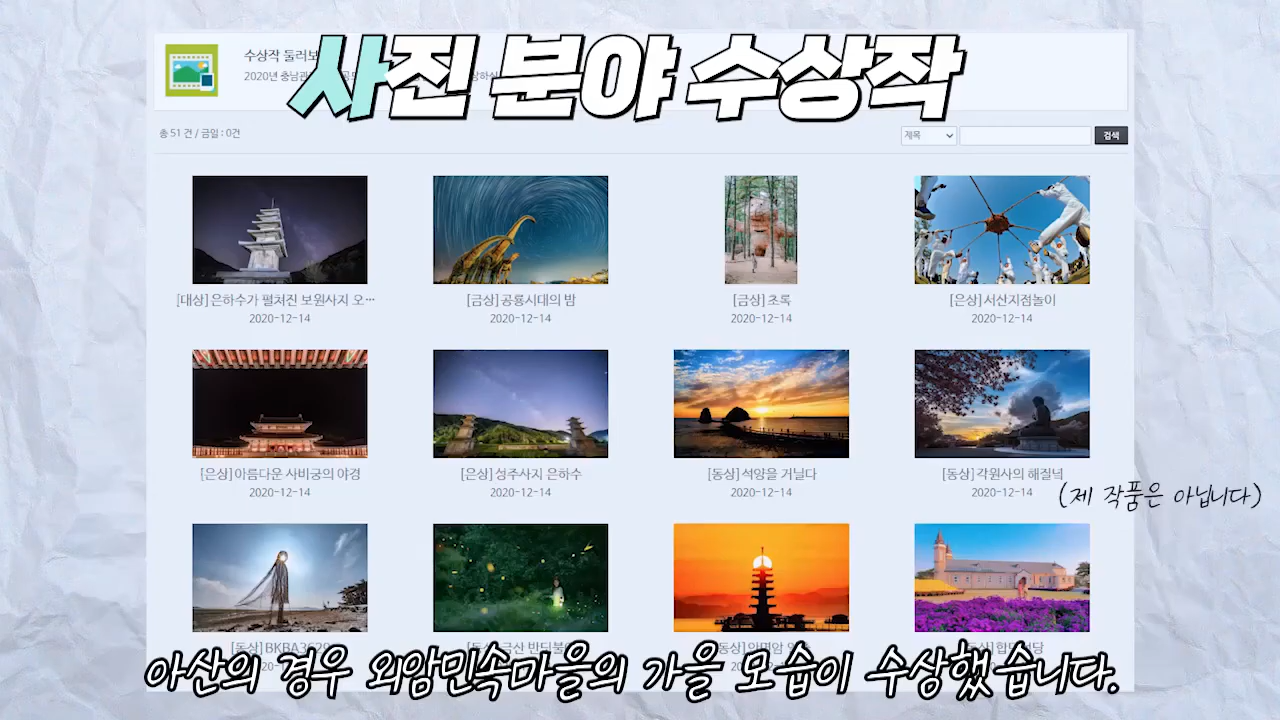 사진 분야 수상작
수상작 둘러보
2020년 충남관
총 51 건 / 금일 : 0건
제목
검색
[대상] 은하수가 펼쳐진 보원사지 오…
2020-12-14
[금상] 공룡시대의 밤
2020-12-14
[금상] 초록
2020-12-14
[은상] 서산지점놀이
2020-12-14
[은상] 아름다운 사비궁의 야경
2020-12-14
[은상] 성주사지 은하수
2020-12-14
[동상] 석양을 거닐다
2020-12-14
[동상] 각원사의 해질녘
2020-12-14
(제 작품은 아닙니다)
아산의 경우 외암민속마을의 가을 모습이 수상했습니다.